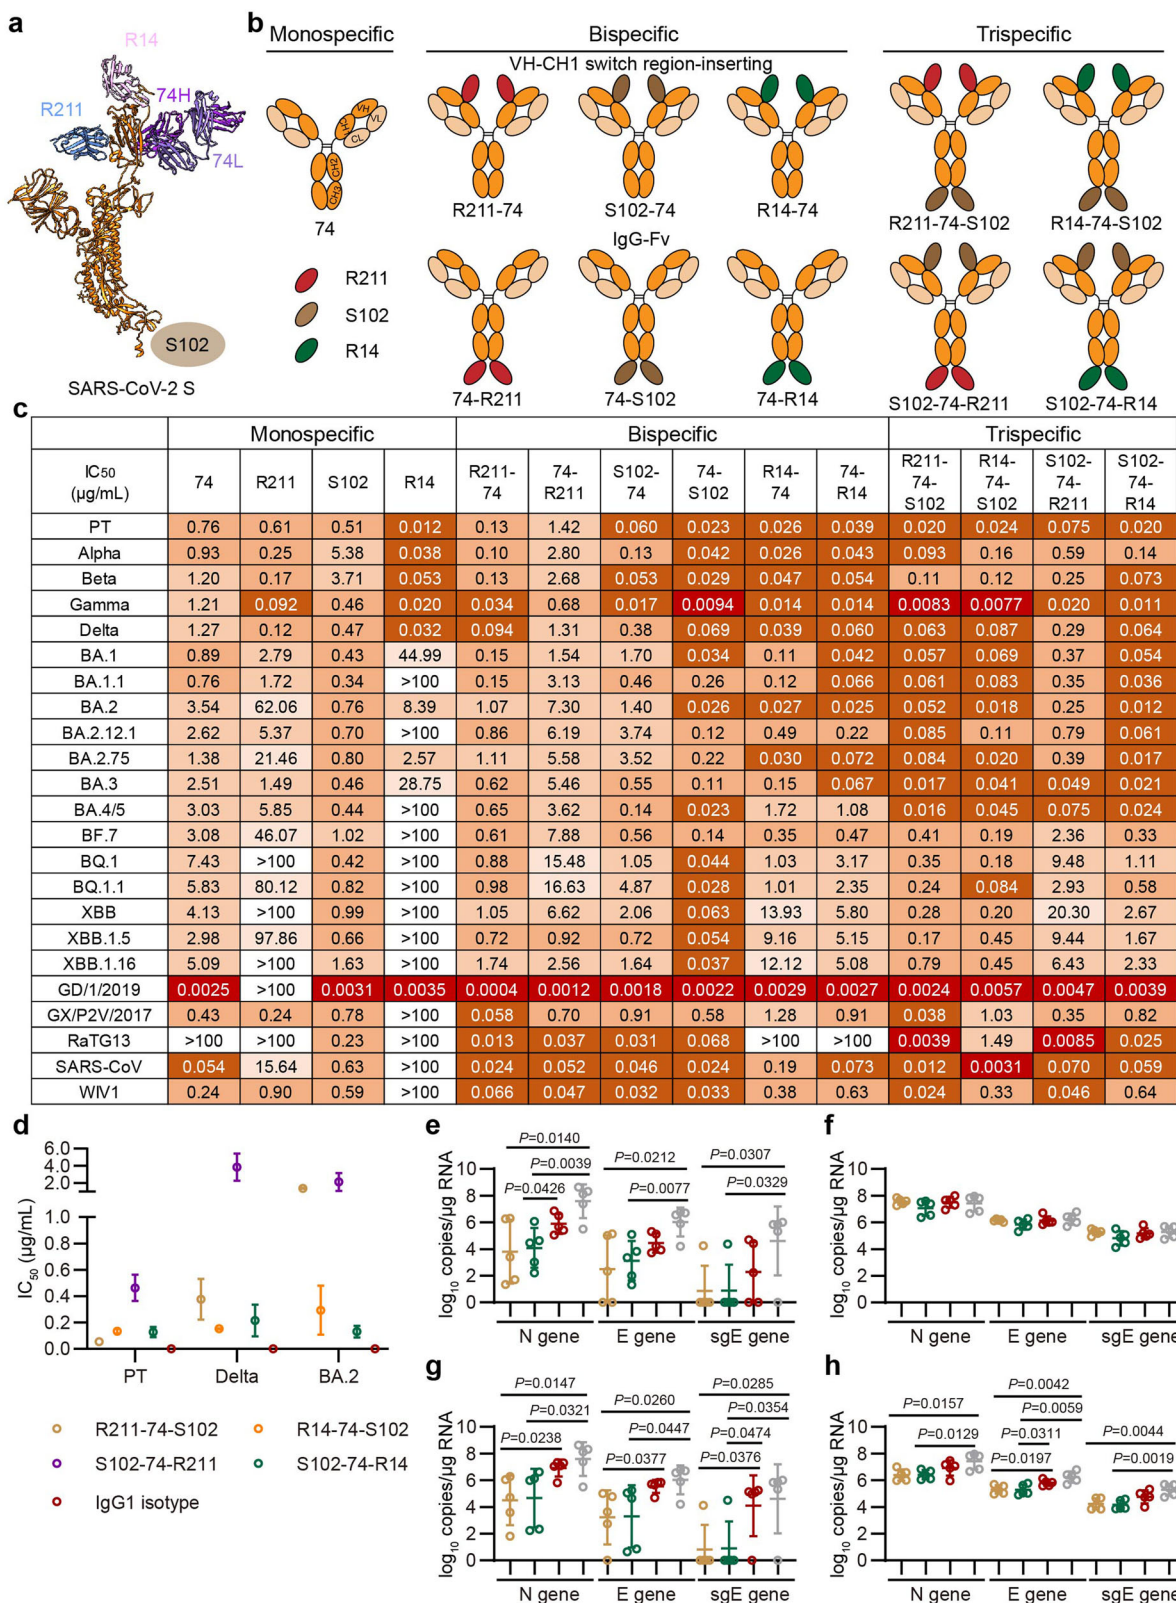 a
R14
R211
74H
74L
S102
SARS-CoV-2 S
b
Monospecific
Bispecific
Trispecific
VH-CH1 switch region-inserting
VH
VL
CH1
CL
CH2
CH3
74
R211-74
S102-74
R14-74
R211-74-S102
R14-74-S102
IgG-Fv
R211
S102
R14
74-R211
74-S102
74-R14
S102-74-R211
S102-74-R14
c
Monospecific Bispecific Trispecific
IC50 (µg/mL) 74 R211 S102 R14 R211-74 74-R211 S102-74 74-S102 R14-74 74-R14 R211-74-S102 R14-74-S102 S102-74-R211 S102-74-R14
PT 0.76 0.61 0.51 0.012 0.13 1.42 0.060 0.023 0.026 0.039 0.020 0.024 0.075 0.020
Alpha 0.93 0.25 5.38 0.038 0.10 2.80 0.13 0.042 0.026 0.043 0.093 0.16 0.59 0.14
Beta 1.20 0.17 3.71 0.053 0.13 2.68 0.053 0.029 0.047 0.054 0.11 0.12 0.25 0.073
Gamma 1.21 0.092 0.46 0.020 0.034 0.68 0.017 0.0094 0.014 0.014 0.0083 0.0077 0.020 0.011
Delta 1.27 0.12 0.47 0.032 0.094 1.31 0.38 0.069 0.039 0.060 0.063 0.087 0.29 0.064
BA.1 0.89 2.79 0.43 44.99 0.15 1.54 1.70 0.034 0.11 0.042 0.057 0.069 0.37 0.054
BA.1.1 0.76 1.72 0.34 >100 0.15 3.13 0.46 0.26 0.12 0.066 0.061 0.083 0.35 0.036
BA.2 3.54 62.06 0.76 8.39 1.07 7.30 1.40 0.026 0.027 0.025 0.052 0.018 0.25 0.012
BA.2.12.1 2.62 5.37 0.70 >100 0.86 6.19 3.74 0.12 0.49 0.22 0.085 0.11 0.79 0.061
BA.2.75 1.38 21.46 0.80 2.57 1.11 5.58 3.52 0.22 0.030 0.072 0.084 0.020 0.39 0.017
BA.3 2.51 1.49 0.46 28.75 0.62 5.46 0.55 0.11 0.15 0.067 0.017 0.041 0.049 0.021
BA.4/5 3.03 5.85 0.44 >100 0.65 3.62 0.14 0.023 1.72 1.08 0.016 0.045 0.075 0.024
BF.7 3.08 46.07 1.02 >100 0.61 7.88 0.56 0.14 0.35 0.47 0.41 0.19 2.36 0.33
BQ.1 7.43 >100 0.42 >100 0.88 15.48 1.05 0.044 1.03 3.17 0.35 0.18 9.48 1.11
BQ.1.1 5.83 80.12 0.82 >100 0.98 16.63 4.87 0.028 1.01 2.35 0.24 0.084 2.93 0.58
XBB 4.13 >100 0.99 >100 1.05 6.62 2.06 0.063 13.93 5.80 0.28 0.20 20.30 2.67
XBB.1.5 2.98 97.86 0.66 >100 0.72 0.92 0.72 0.054 9.16 5.15 0.17 0.45 9.44 1.67
XBB.1.16 5.09 >100 1.63 >100 1.74 2.56 1.64 0.037 12.12 5.08 0.79 0.45 6.43 2.33
GD/1/2019 0.0025 >100 0.0031 0.0035 0.0004 0.0012 0.0018 0.0022 0.0029 0.0027 0.0024 0.0057 0.0047 0.0039
GX/P2V/2017 0.43 0.24 0.78 >100 0.058 0.70 0.91 0.58 1.28 0.91 0.038 1.03 0.35 0.82
RaTG13 >100 >100 0.23 >100 0.013 0.037 0.031 0.068 >100 >100 0.0039 1.49 0.0085 0.025
SARS-CoV 0.054 15.64 0.63 >100 0.024 0.052 0.046 0.024 0.19 0.073 0.012 0.0031 0.070 0.059
WIV1 0.24 0.90 0.59 >100 0.066 0.047 0.032 0.033 0.38 0.63 0.024 0.33 0.046 0.64
d
IC50 (µg/mL)
6.0
4.0
2.0
1.0
0.8
0.6
0.4
0.2
0.0
PT Delta BA.2
R211-74-S102
R14-74-S102
S102-74-R211
S102-74-R14
IgG1 isotype
e
log10 copies/µg RNA
10
8
6
4
2
0
P=0.0140
P=0.0039
P=0.0426
P=0.0212
P=0.0077
P=0.0307
P=0.0329
N gene E gene sgE gene
f
log10 copies/µg RNA
10
8
6
4
2
0
N gene E gene sgE gene
g
log10 copies/µg RNA
10
8
6
4
2
0
P=0.0147
P=0.0321
P=0.0238
P=0.0260
P=0.0447
P=0.0377
P=0.0285
P=0.0354
P=0.0474
P=0.0376
N gene E gene sgE gene
h
log10 copies/µg RNA
10
8
6
4
2
0
P=0.0157
P=0.0129
P=0.0042
P=0.0059
P=0.0311
P=0.0197
P=0.0044
P=0.0019
N gene E gene sgE gene